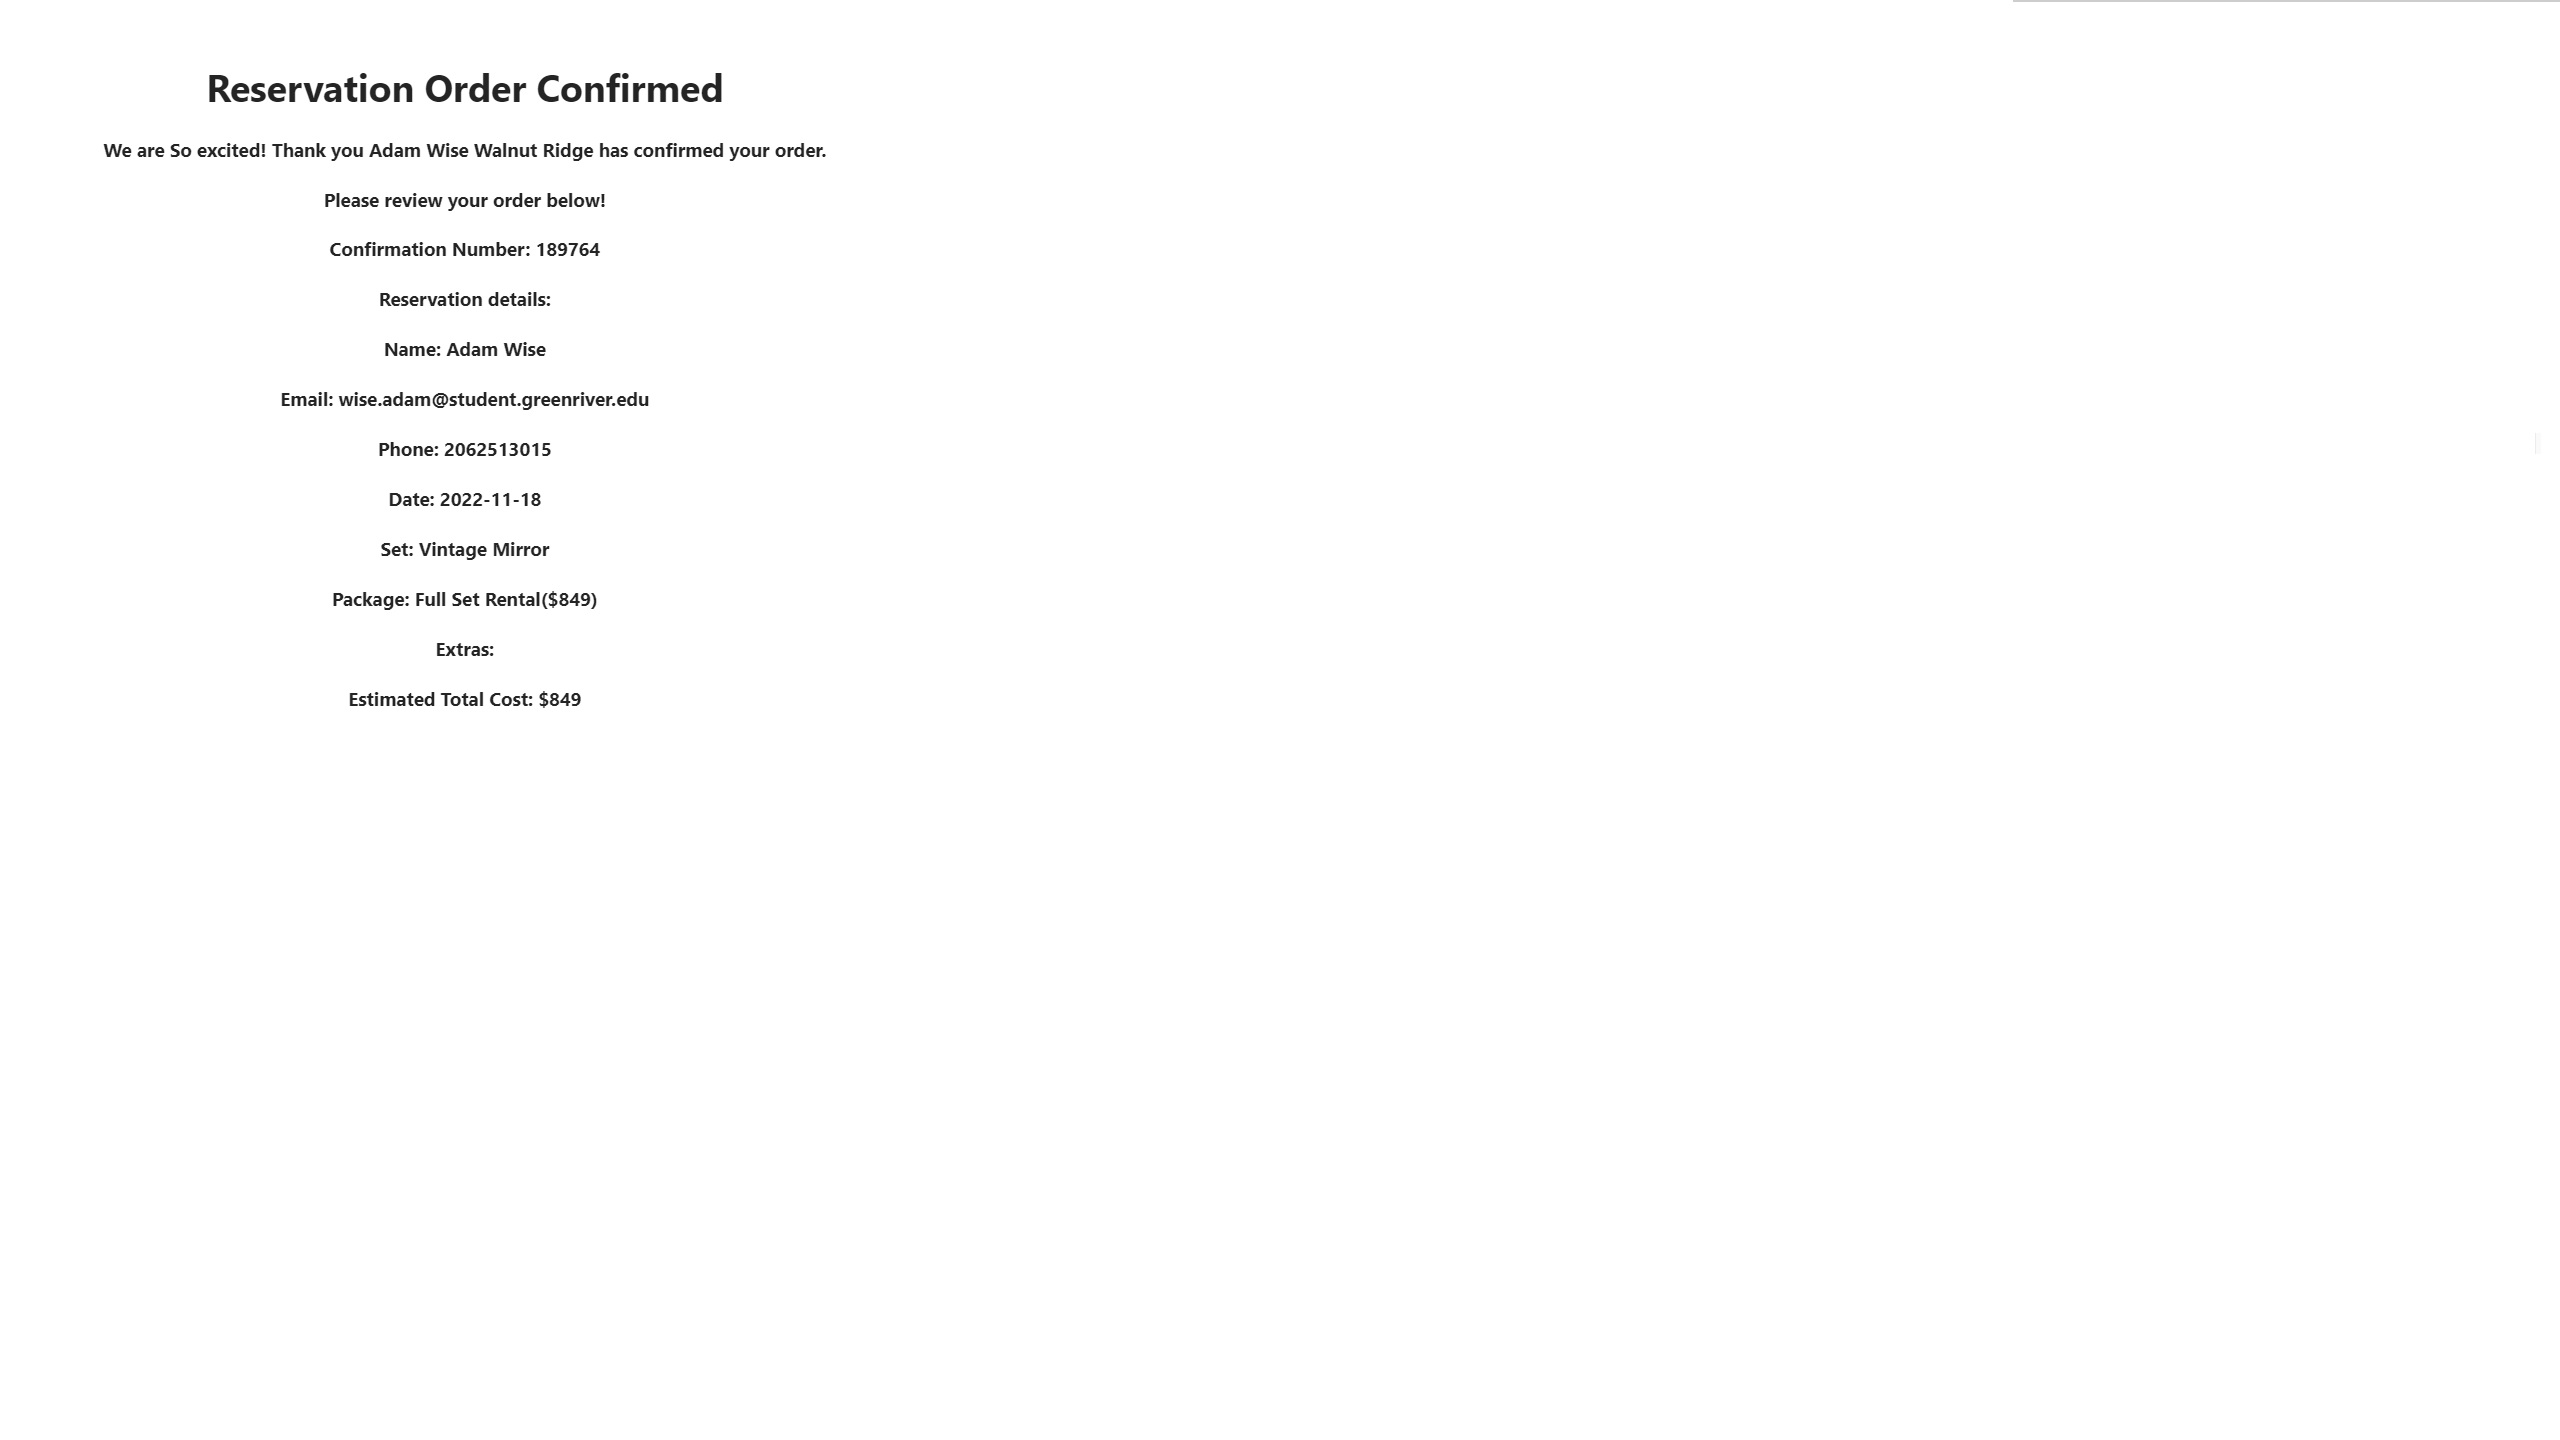 Reservation Order Confirmed
We are So excited! Thank you Adam Wise Walnut Ridge has confirmed your order.
Please review your order below!
Confirmation Number: 189764
Reservation details:
Name: Adam Wise
Email: wise.adam@student.greenriver.edu
Phone: 2062513015
Date: 2022-11-18
Set: Vintage Mirror
Package: Full Set Rental($849)
Extras:
Estimated Total Cost: $849